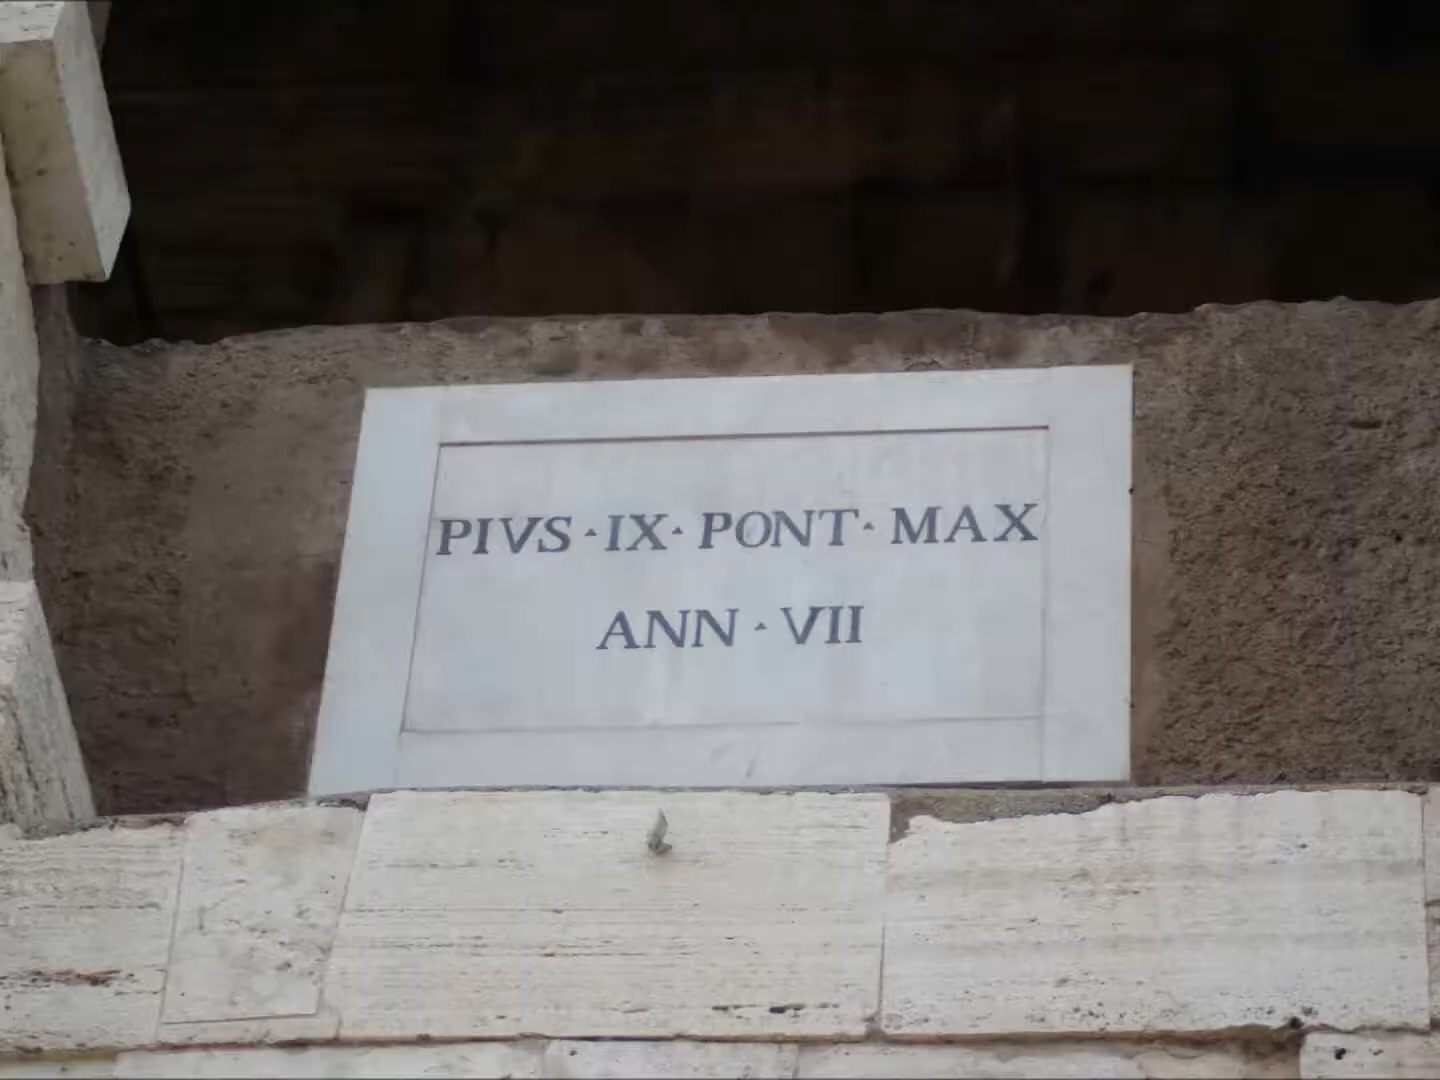 PIVS · IX · PONT · MAX
ANN · VII